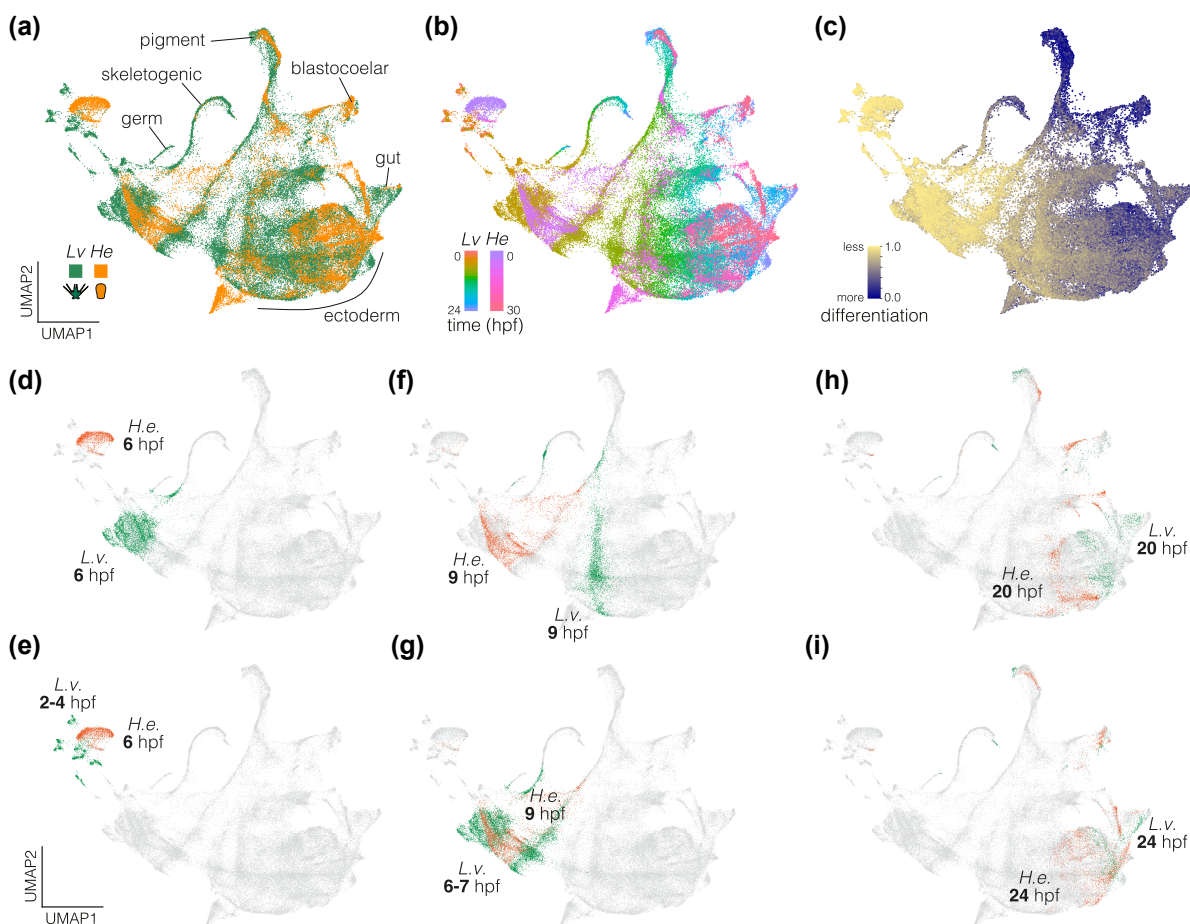 (a)
pigment
skeletogenic
blastocoelar
germ
gut
Lv He
ectoderm
UMAP2
UMAP1
(b)
Lv He
0 0
24 30
time (hpf)
(c)
less 1.0
more 0.0
differentiation
(d)
H.e.
6 hpf
L.v.
6 hpf
(f)
H.e.
9 hpf
L.v.
9 hpf
(h)
L.v.
20 hpf
H.e.
20 hpf
(e)
L.v.
2-4 hpf
H.e.
6 hpf
UMAP2
UMAP1
(g)
H.e.
9 hpf
L.v.
6-7 hpf
(i)
L.v.
24 hpf
H.e.
24 hpf